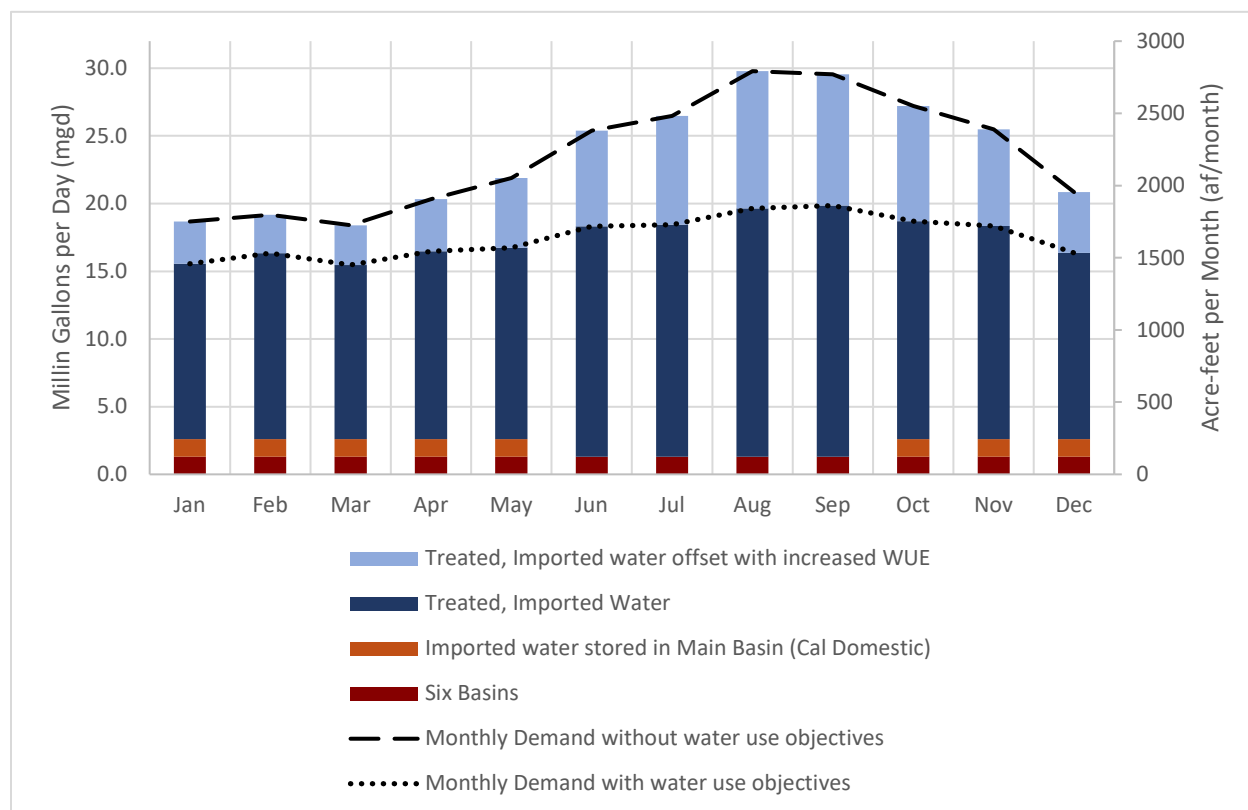 Millin Gallons per Day (mgd)
30.0
25.0
20.0
15.0
10.0
5.0
0.0
3000
2500
2000
1500
1000
500
0
Acre-feet per Month (af/month)
Jan Feb Mar Apr May Jun Jul Aug Sep Oct Nov Dec
Treated, Imported water offset with increased WUE
Treated, Imported Water
Imported water stored in Main Basin (Cal Domestic)
Six Basins
Monthly Demand without water use objectives
Monthly Demand with water use objectives